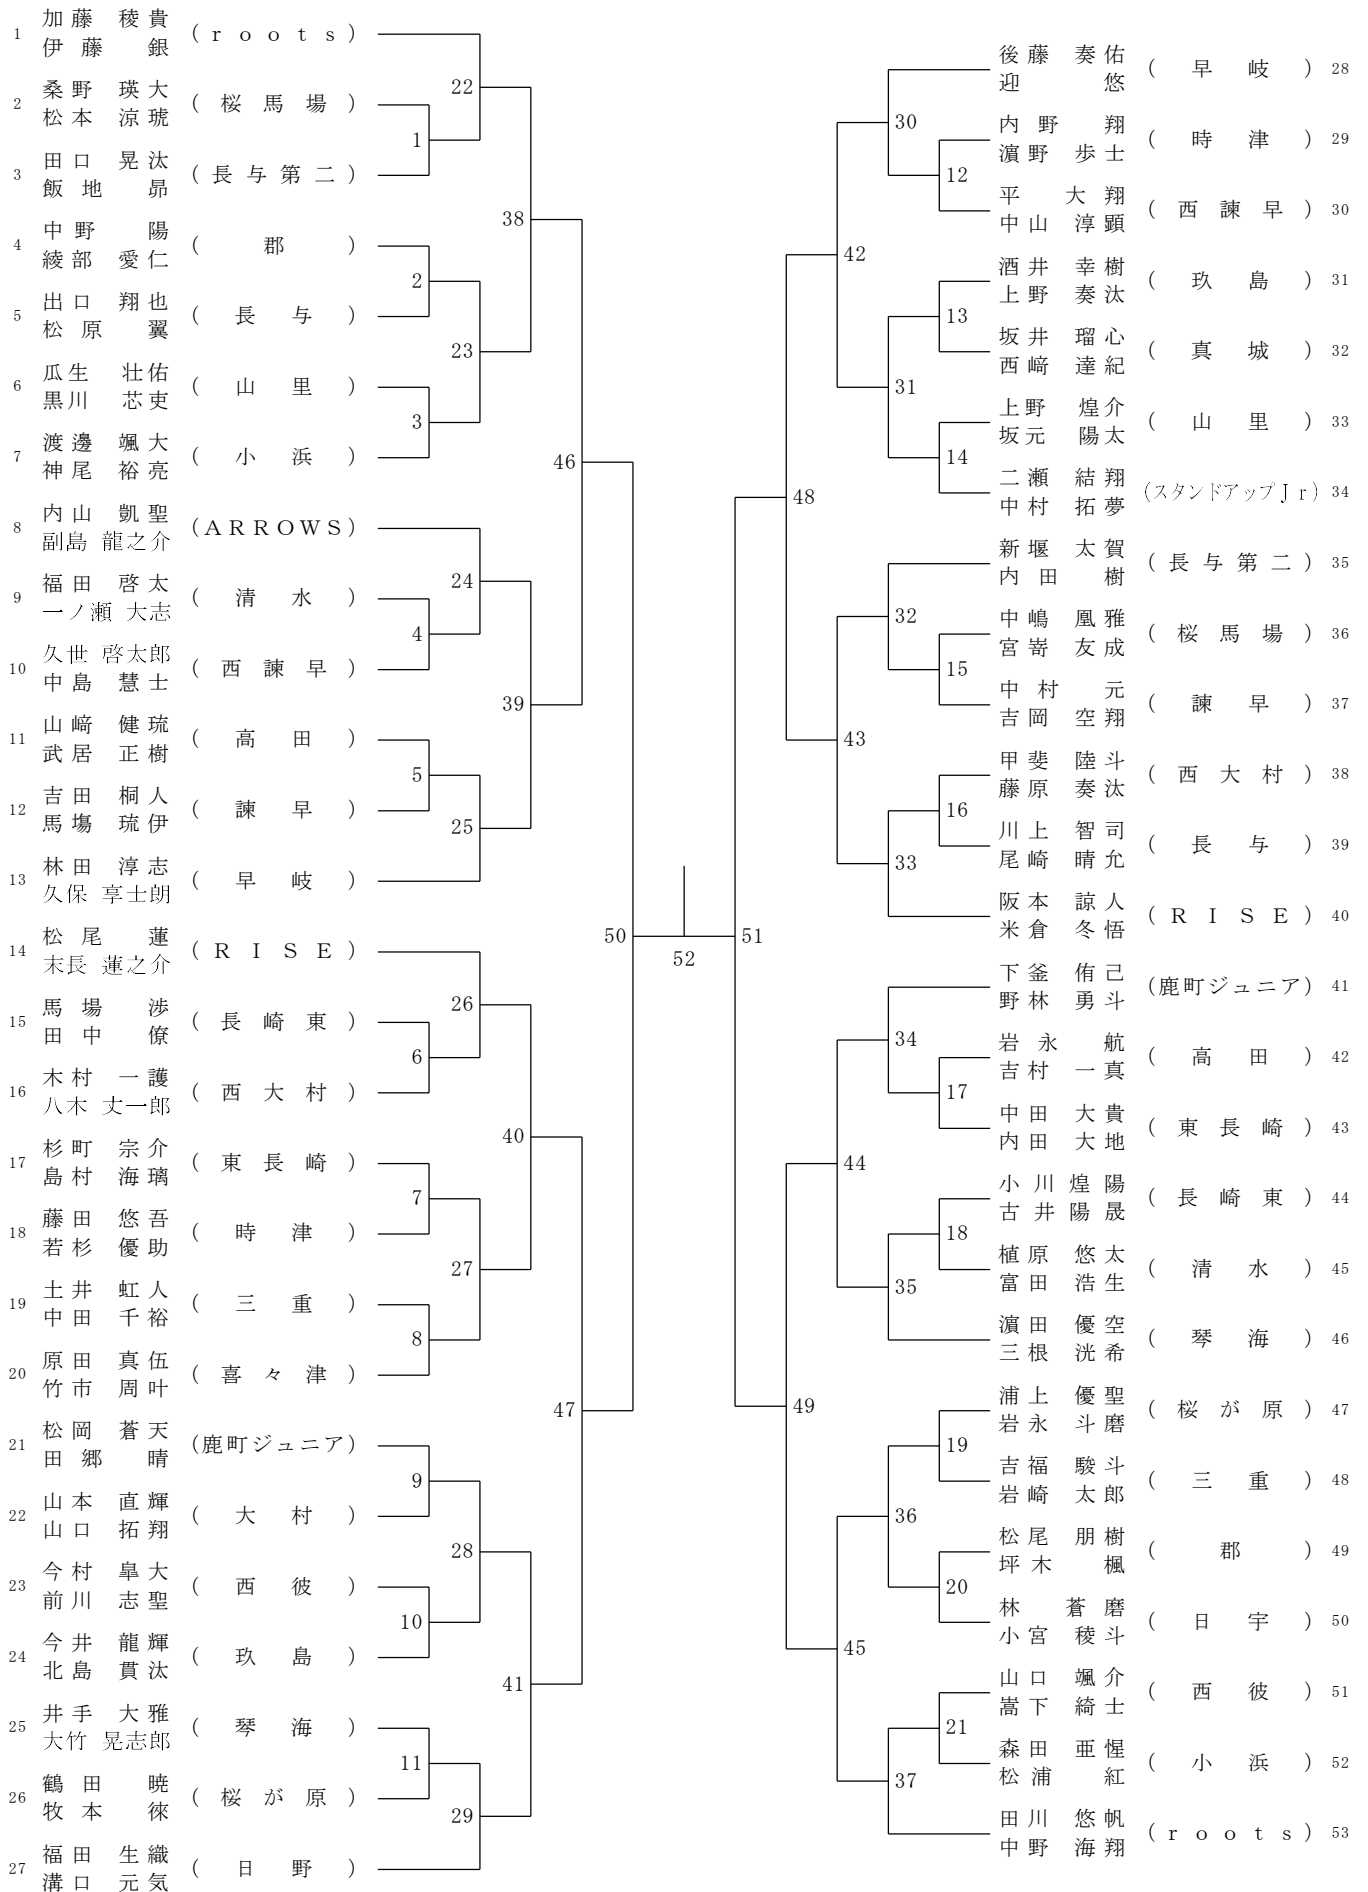 1 加藤 稜貴 (roots)
伊藤 銀
2 桑野 瑛大 (桜馬場)
松本 涼琥
3 田口 晃汰 (長与第二)
飯地 昴
4 中野 陽 (郡)
綾部 愛仁
5 出口 翔也 (長与)
松原 翼
6 瓜生 壮佑 (山里)
黒川 芯吏
7 渡邊 颯大 (小浜)
神尾 裕亮
8 内山 凱聖 (ARROWS)
副島 龍之介
9 福田 啓太 (清水)
一ノ瀬 大志
10 久世 啓太郎 (西諫早)
中島 慧士
11 山﨑 健琉 (高田)
武居 正樹
12 吉田 桐人 (諫早)
馬場 琉伊
13 林田 淳志 (早岐)
久保 享士朗
14 松尾 蓮 (RISE)
末長 蓮之介
15 馬場 渉 (長崎東)
田中 僚
16 木村 一護 (西大村)
八木 丈一郎
17 杉町 宗介 (東長崎)
島村 海璃
18 藤田 悠吾 (時津)
若杉 優助
19 土井 虹人 (三重)
中田 千裕
20 原田 真伍 (喜々津)
竹市 周叶
21 松岡 蒼天 (鹿町ジュニア)
田郷 晴
22 山本 直輝 (大村)
山口 拓翔
23 今村 皐大 (西彼)
前川 志聖
24 今井 龍輝 (玖島)
北島 貫汰
25 井手 大雅 (琴海)
大竹 晃志郎
26 鶴田 暁 (桜が原)
牧本 徠
27 福田 生織 (日野)
溝口 元気
22
1
38
2
23
3
46
24
4
39
5
25
50
26
6
40
7
27
8
47
9
28
10
41
11
29
52
51
30
12
42
13
31
14
48
32
15
43
16
33
34
17
44
18
35
49
19
36
20
45
21
37
後藤 奏佑 (早岐) 28
迎 悠
内野 翔 (時津) 29
濵野 歩士
平 大翔 (西諫早) 30
中山 淳顕
酒井 幸樹 (玖島) 31
上野 奏汰
坂井 瑠心 (真城) 32
西﨑 達紀
上野 煌介 (山里) 33
坂元 陽太
二瀬 結翔 (スタンドアップJr) 34
中村 拓夢
新堰 太賀 (長与第二) 35
内田 樹
中嶋 凰雅 (桜馬場) 36
宮嵜 友成
中村 元 (諫早) 37
吉岡 空翔
甲斐 陸斗 (西大村) 38
藤原 奏汰
川上 智司 (長与) 39
尾崎 晴允
阪本 諒人 (RISE) 40
米倉 冬悟
下釜 侑己 (鹿町ジュニア) 41
野林 勇斗
岩永 航 (高田) 42
吉村 一真
中田 大貴 (東長崎) 43
内田 大地
小川 煌陽 (長崎東) 44
古井 陽晟
植原 悠太 (清水) 45
富田 浩生
濵田 優空 (琴海) 46
三根 洸希
浦上 優聖 (桜が原) 47
岩永 斗磨
吉福 駿斗 (三重) 48
岩崎 太郎
松尾 朋樹 (郡) 49
坪木 楓
林 蒼磨 (日宇) 50
小宮 稜斗
山口 颯介 (西彼) 51
嵩下 綺士
森田 亜惺 (小浜) 52
松浦 紅
田川 悠帆 (roots) 53
中野 海翔